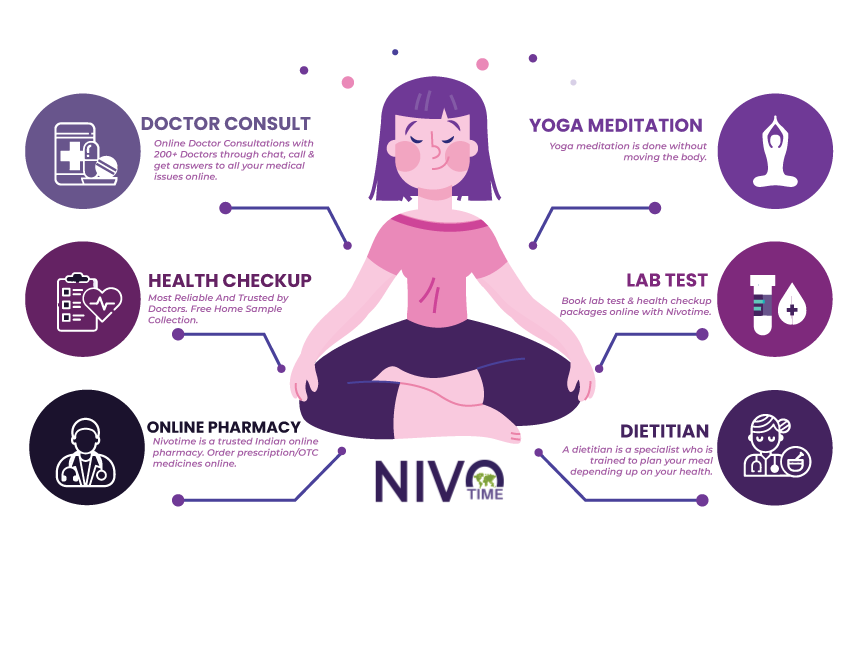 DOCTOR CONSULT
Online Doctor Consultations with
200+ Doctors through chat, call &
get answers to all your medical
issues online.
HEALTH CHECKUP
Most Reliable And Trusted by
Doctors. Free Home Sample
Collection.
ONLINE PHARMACY
Nivotime is a trusted Indian online
pharmacy. Order prescription/OTC
medicines online.
YOGA MEDITATION
Yoga meditation is done without
moving the body.
LAB TEST
Book lab test & health checkup
packages online with Nivotime.
DIETITIAN
A dietitian is a specialist who is
trained to plan your meal
depending up on your health.
NIVO
TIME